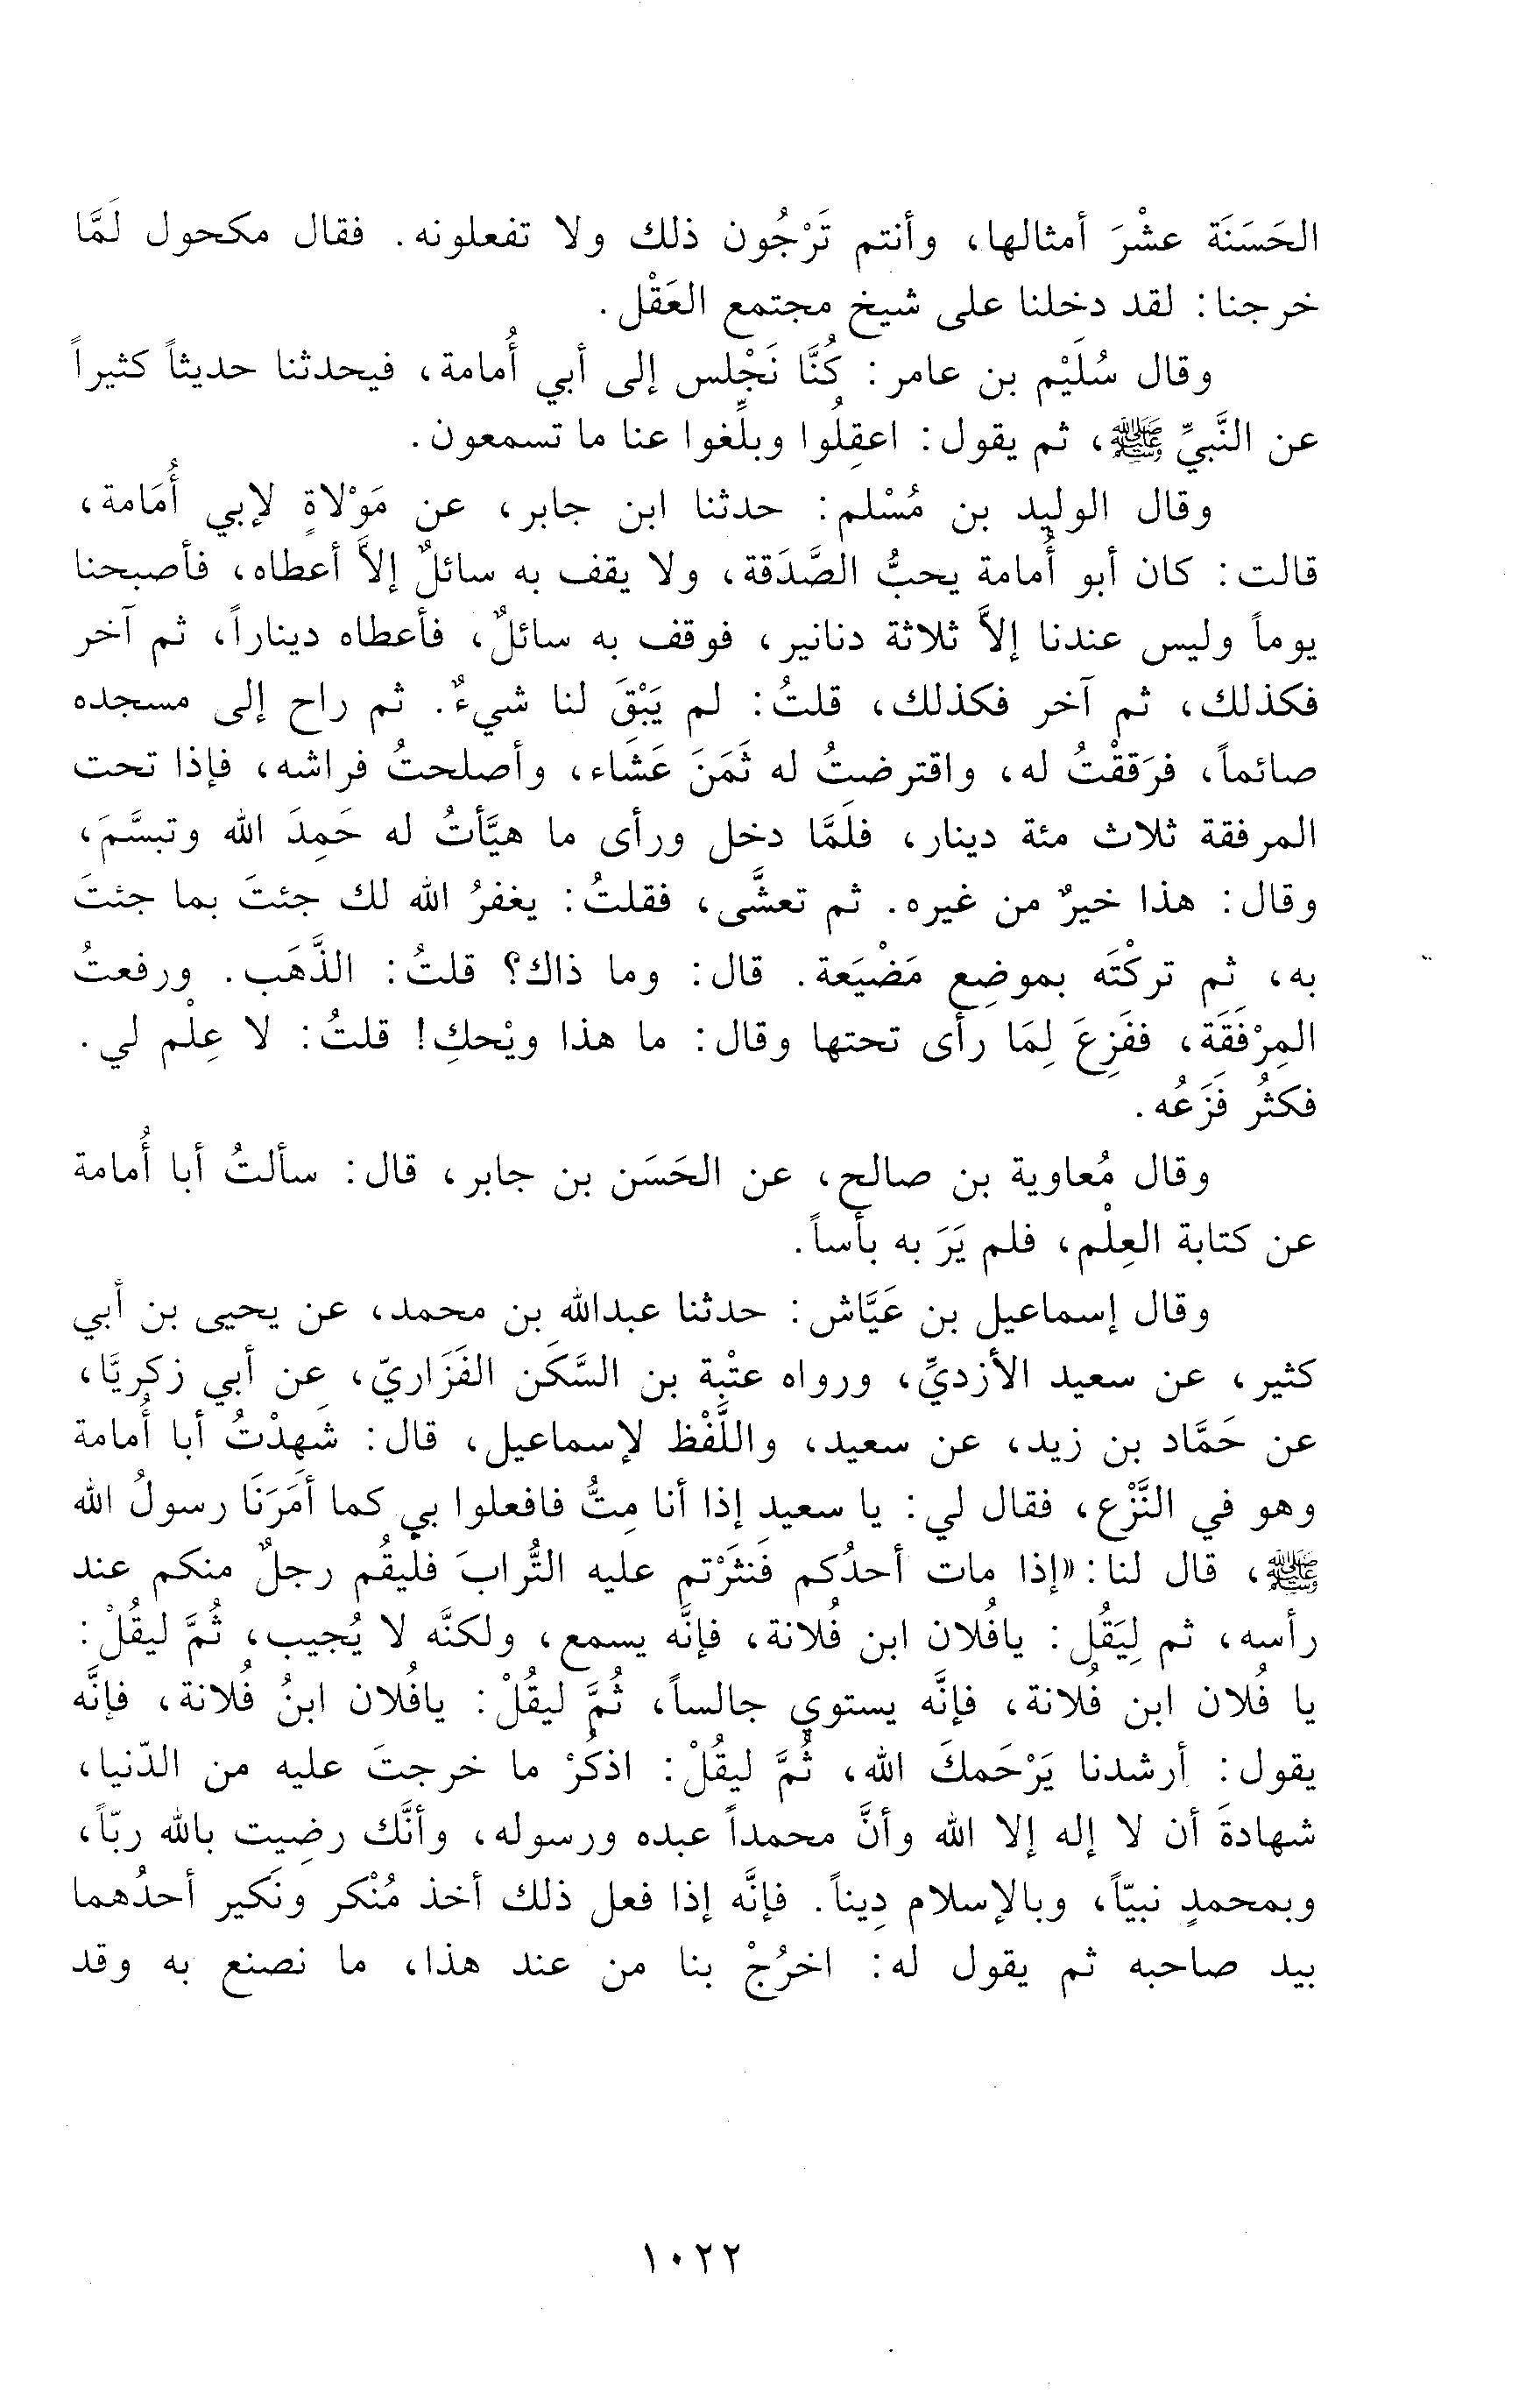 الحَسَنَة عشْرَ أمثالها، وأنتم تَرْجُون ذلك ولا تفعلونه. فقال مكحول لَمَّا
خرجنا: لقد دخلنا على شيخ مجتمع العَقْل.
وقال سُلَيْم بن عامر: كُنَّا نَجْلس إلى أبي أُمامة، فيحدثنا حديثاً كثيراً
عن النَّبيِّ ﷺ، ثم يقول: اعقِلُوا وبلِّغوا عنا ما تسمعون.
وقال الوليد بن مُسْلم: حدثنا ابن جابر، عن مَوْلاةٍ لإبي أُمَامة،
قالت: كان أبو أُمامة يحبُّ الصَّدَقة، ولا يقف به سائلٌ إلاَّ أعطاه، فأصبحنا
يوماً وليس عندنا إلاَّ ثلاثة دنانير، فوقف به سائلٌ، فأعطاه ديناراً، ثم آخر
فكذلك، ثم آخر فكذلك، قلتُ: لم يَبْقَ لنا شيءٌ. ثم راح إلى مسجده
صائماً، فرَققْتُ له، واقترضتُ له ثَمَنَ عَشَاء، وأصلحتُ فراشه، فإذا تحت
المرفقة ثلاث مئة دينار، فلَمَّا دخل ورأى ما هيَّأتُ له حَمِدَ الله وتبسَّمَ،
وقال: هذا خيرٌ من غيره. ثم تعشَّى، فقلتُ: يغفرُ الله لك جئتَ بما جئتَ
به، ثم تركْتَه بموضِع مَضْيَعة. قال: وما ذاك؟ قلتُ: الذَّهَب. ورفعتُ
المِرْفَقَة، ففَزِعَ لِمَا رأى تحتها وقال: ما هذا ويْحكِ! قلتُ: لا عِلْم لي.
فكثُر فَزَعُه.
وقال مُعاوية بن صالح، عن الحَسَن بن جابر، قال: سألتُ أبا أُمامة
عن كتابة العِلْم، فلم يَرَ به بأساً.
وقال إسماعيل بن عَيَّاش: حدثنا عبدالله بن محمد، عن يحيى بن أبي
كثير، عن سعيد الأزديِّ، ورواه عتْبة بن السَّكَن الفَزَاريّ، عن أبي زكريَّا،
عن حَمَّاد بن زيد، عن سعيد، واللَّفْظ لإسماعيل، قال: شَهِدْتُ أبا أُمامة
وهو في النَّزْع، فقال لي: يا سعيد إذا أنا مِتُّ فافعلوا بي كما أمَرَنَا رسولُ الله
ﷺ، قال لنا: «إذا مات أحدُكم فَنثَرْتم عليه التُّرابَ فليقُم رجلٌ منكم عند
رأسه، ثم لِيَقُل: يافُلان ابن فُلانة، فإنَّه يسمع، ولكنَّه لا يُجيب، ثُمَّ ليقُلْ:
يا فُلان ابن فُلانة، فإنَّه يستوي جالساً، ثُمَّ ليقُلْ: يافُلان ابنُ فُلانة، فإنَّه
يقول: أرشدنا يَرْحَمكَ الله، ثُمَّ ليقُلْ: اذكُرْ ما خرجتَ عليه من الدّنيا،
شهادةَ أن لا إله إلا الله وأنَّ محمداً عبده ورسوله، وأنَّك رضِيت بالله ربّاً،
وبمحمدٍ نبيّاً، وبالإسلام دِيناً. فإنَّه إذا فعل ذلك أخذ مُنْكر ونَكير أحدُهما
بيد صاحبه ثم يقول له: اخرُجْ بنا من عند هذا، ما نصنع به وقد
١٠٢٢